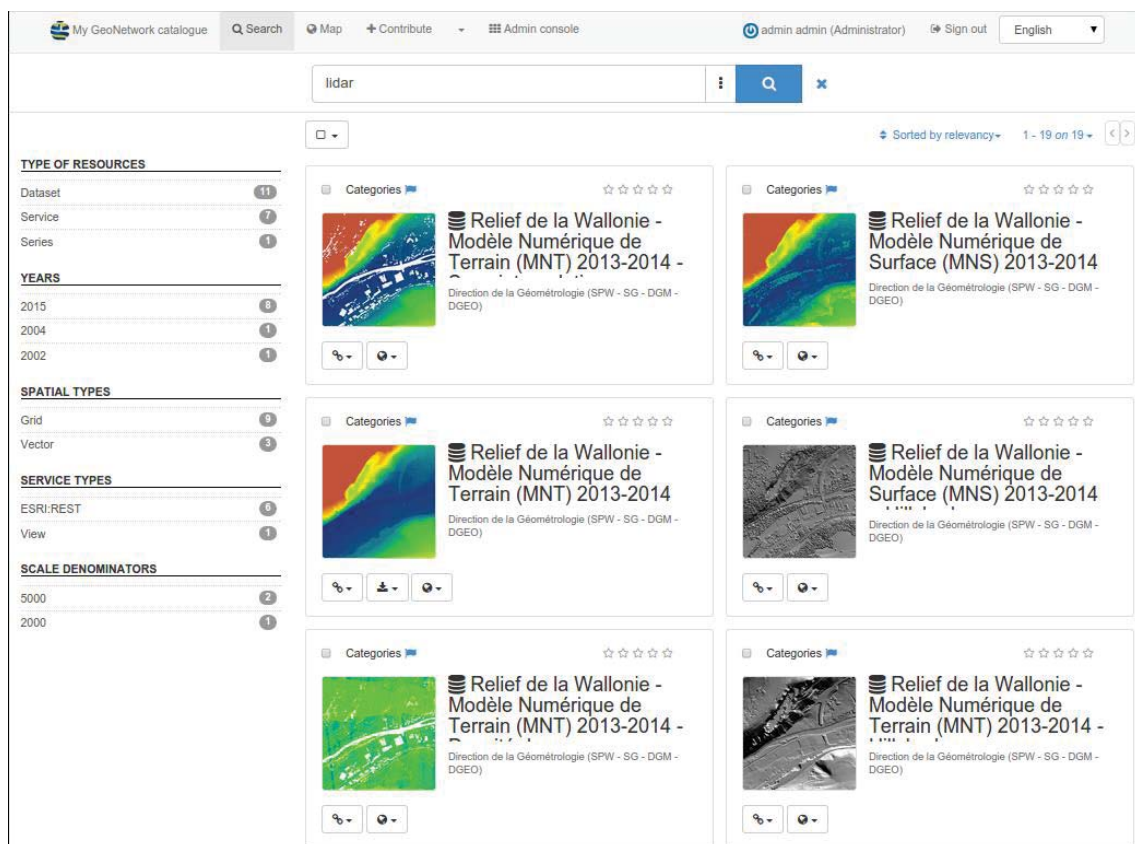 My GeoNetwork catalogue Search Map Contribute Admin console admin admin (Administrator) Sign out English
lidar
Sorted by relevancy 1 - 19 on 19
TYPE OF RESOURCES
Dataset 11
Service 7
Series 1
YEARS
2015 8
2004 1
2002 1
SPATIAL TYPES
Grid 9
Vector 3
SERVICE TYPES
ESRI:REST 6
View 1
SCALE DENOMINATORS
5000 2
2000 1
Categories
Relief de la Wallonie -
Modèle Numérique de
Terrain (MNT) 2013-2014 -
Direction de la Géométrologie (SPW - SG - DGM -
DGEO)
Categories
Relief de la Wallonie -
Modèle Numérique de
Surface (MNS) 2013-2014
Direction de la Géométrologie (SPW - SG - DGM -
DGEO)
Categories
Relief de la Wallonie -
Modèle Numérique de
Terrain (MNT) 2013-2014
Direction de la Géométrologie (SPW - SG - DGM -
DGEO)
Categories
Relief de la Wallonie -
Modèle Numérique de
Surface (MNS) 2013-2014
Direction de la Géométrologie (SPW - SG - DGM -
DGEO)
Categories
Relief de la Wallonie -
Modèle Numérique de
Terrain (MNT) 2013-2014 -
Direction de la Géométrologie (SPW - SG - DGM -
DGEO)
Categories
Relief de la Wallonie -
Modèle Numérique de
Terrain (MNT) 2013-2014 -
Direction de la Géométrologie (SPW - SG - DGM -
DGEO)